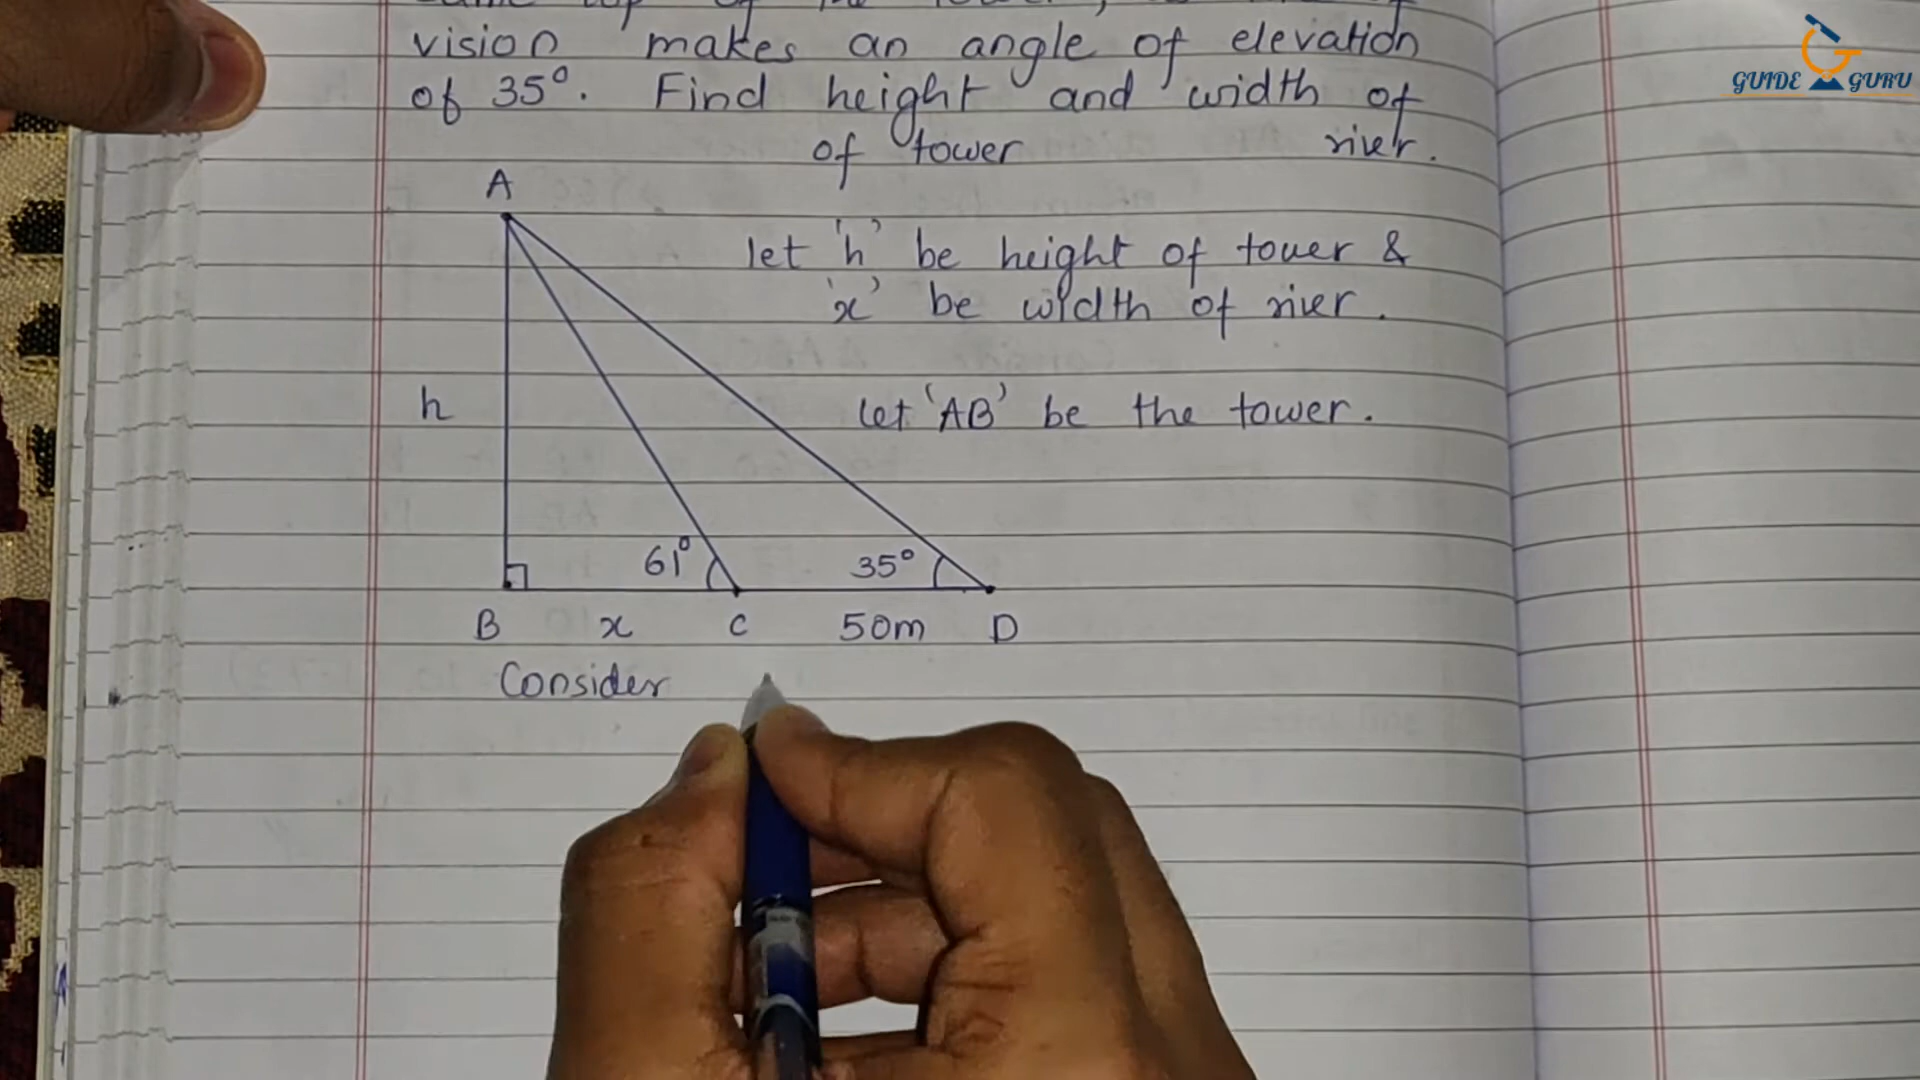 vision makes an angle of elevation
of 35°. Find height and width of
of tower river.
A
let 'h' be height of tower &
'x' be width of river.
h
let 'AB' be the tower.
61° 35°
B x C 50m D
Consider
GUIDE GURU